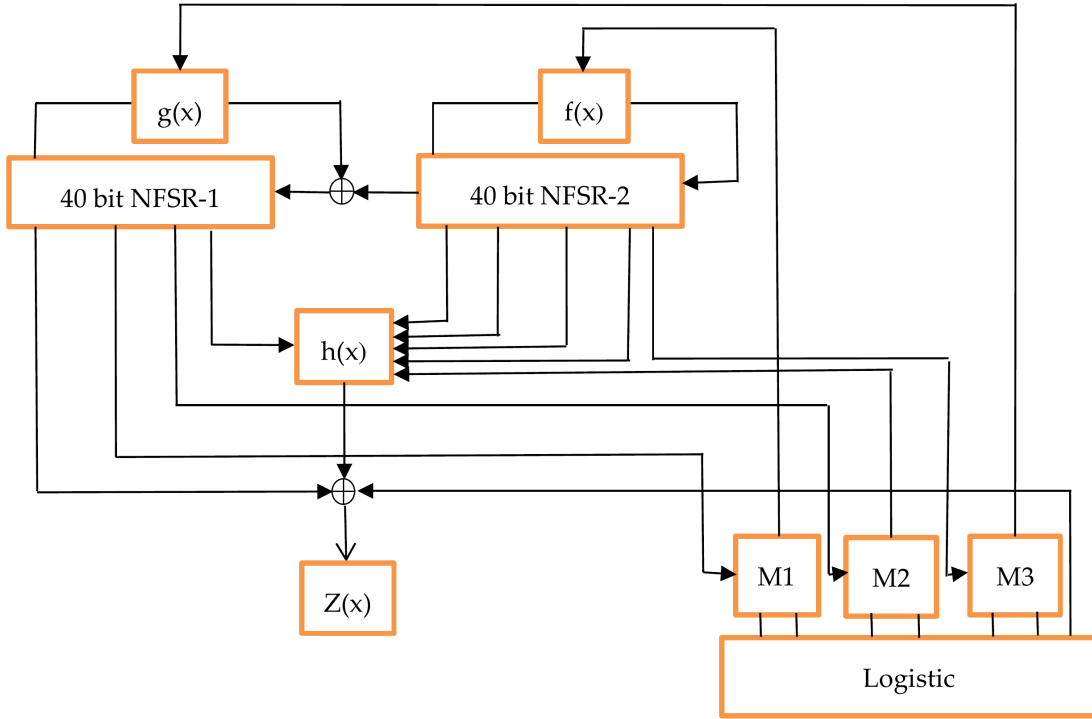 g(x)
f(x)
40 bit NFSR-1
40 bit NFSR-2
h(x)
M1
M2
M3
Z(x)
Logistic